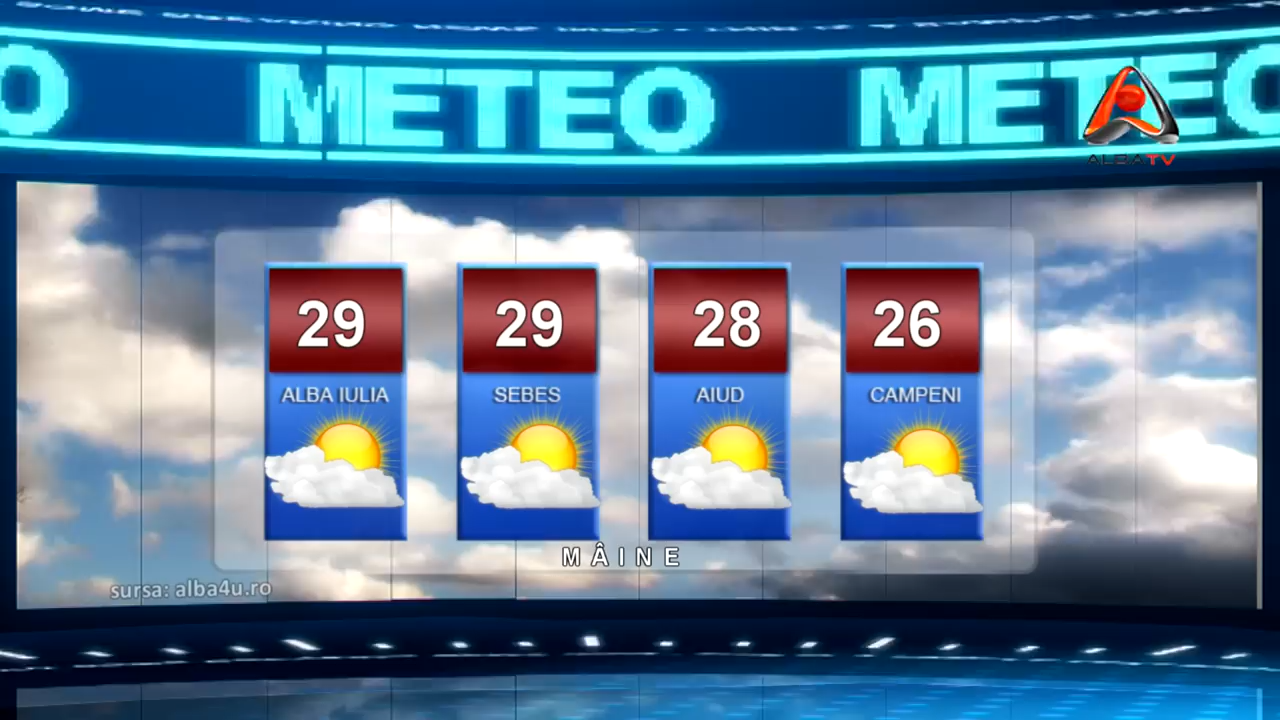 METEO METEO
ALBA TV
29 29 28 26
ALBA IULIA SEBES AIUD CAMPENI
MÂINE
sursa: alba4u.ro